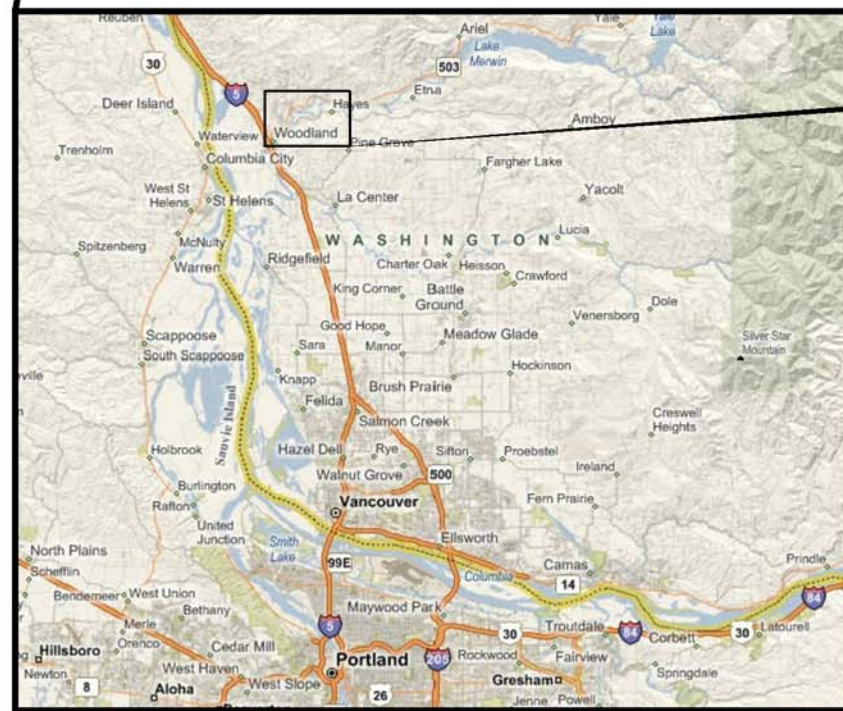 Reuben
Ariel
Yale
Yale
Lake
Lake
Merwin
30
503
5
Deer Island
Hayes
Etna
Amboy
Waterview
Woodland
Pine Grove
Trenholm
Columbia City
Fargher Lake
West St
Helens
St Helens
La Center
Yacolt
WASHINGTON
Lucia
McNulty
Spitzenberg
Warren
Ridgefield
Charter Oak
Heisson
Crawford
King Corner
Battle
Ground
Dole
Venersborg
Good Hope
Scappoose
Sara
Manor
Meadow Glade
Silver Star
Mountain
South Scappoose
Hockinson
eville
Knapp
Brush Prairie
Sauvie Island
Felida
Salmon Creek
Creswell
Heights
Holbrook
Hazel Dell
Rye
Sifton
Proebstel
Walnut Grove
500
Ireland
Burlington
Rafton
Vancouver
Fern Prairie
United
Junction
Smith
Lake
Ellsworth
North Plains
99E
Camas
Prindle
Schefflin
Columbia
14
Bendemeer
West Union
84
Merle
Bethany
5
Maywood Park
30
Troutdale
84
30
Latourell
Orenco
Cedar Mill
Corbett
Hillsboro
West Haven
Portland
205
Rockwood
Fairview
Newton
8
Aloha
West Slope
26
Gresham
Springdale
Jenne
Powell